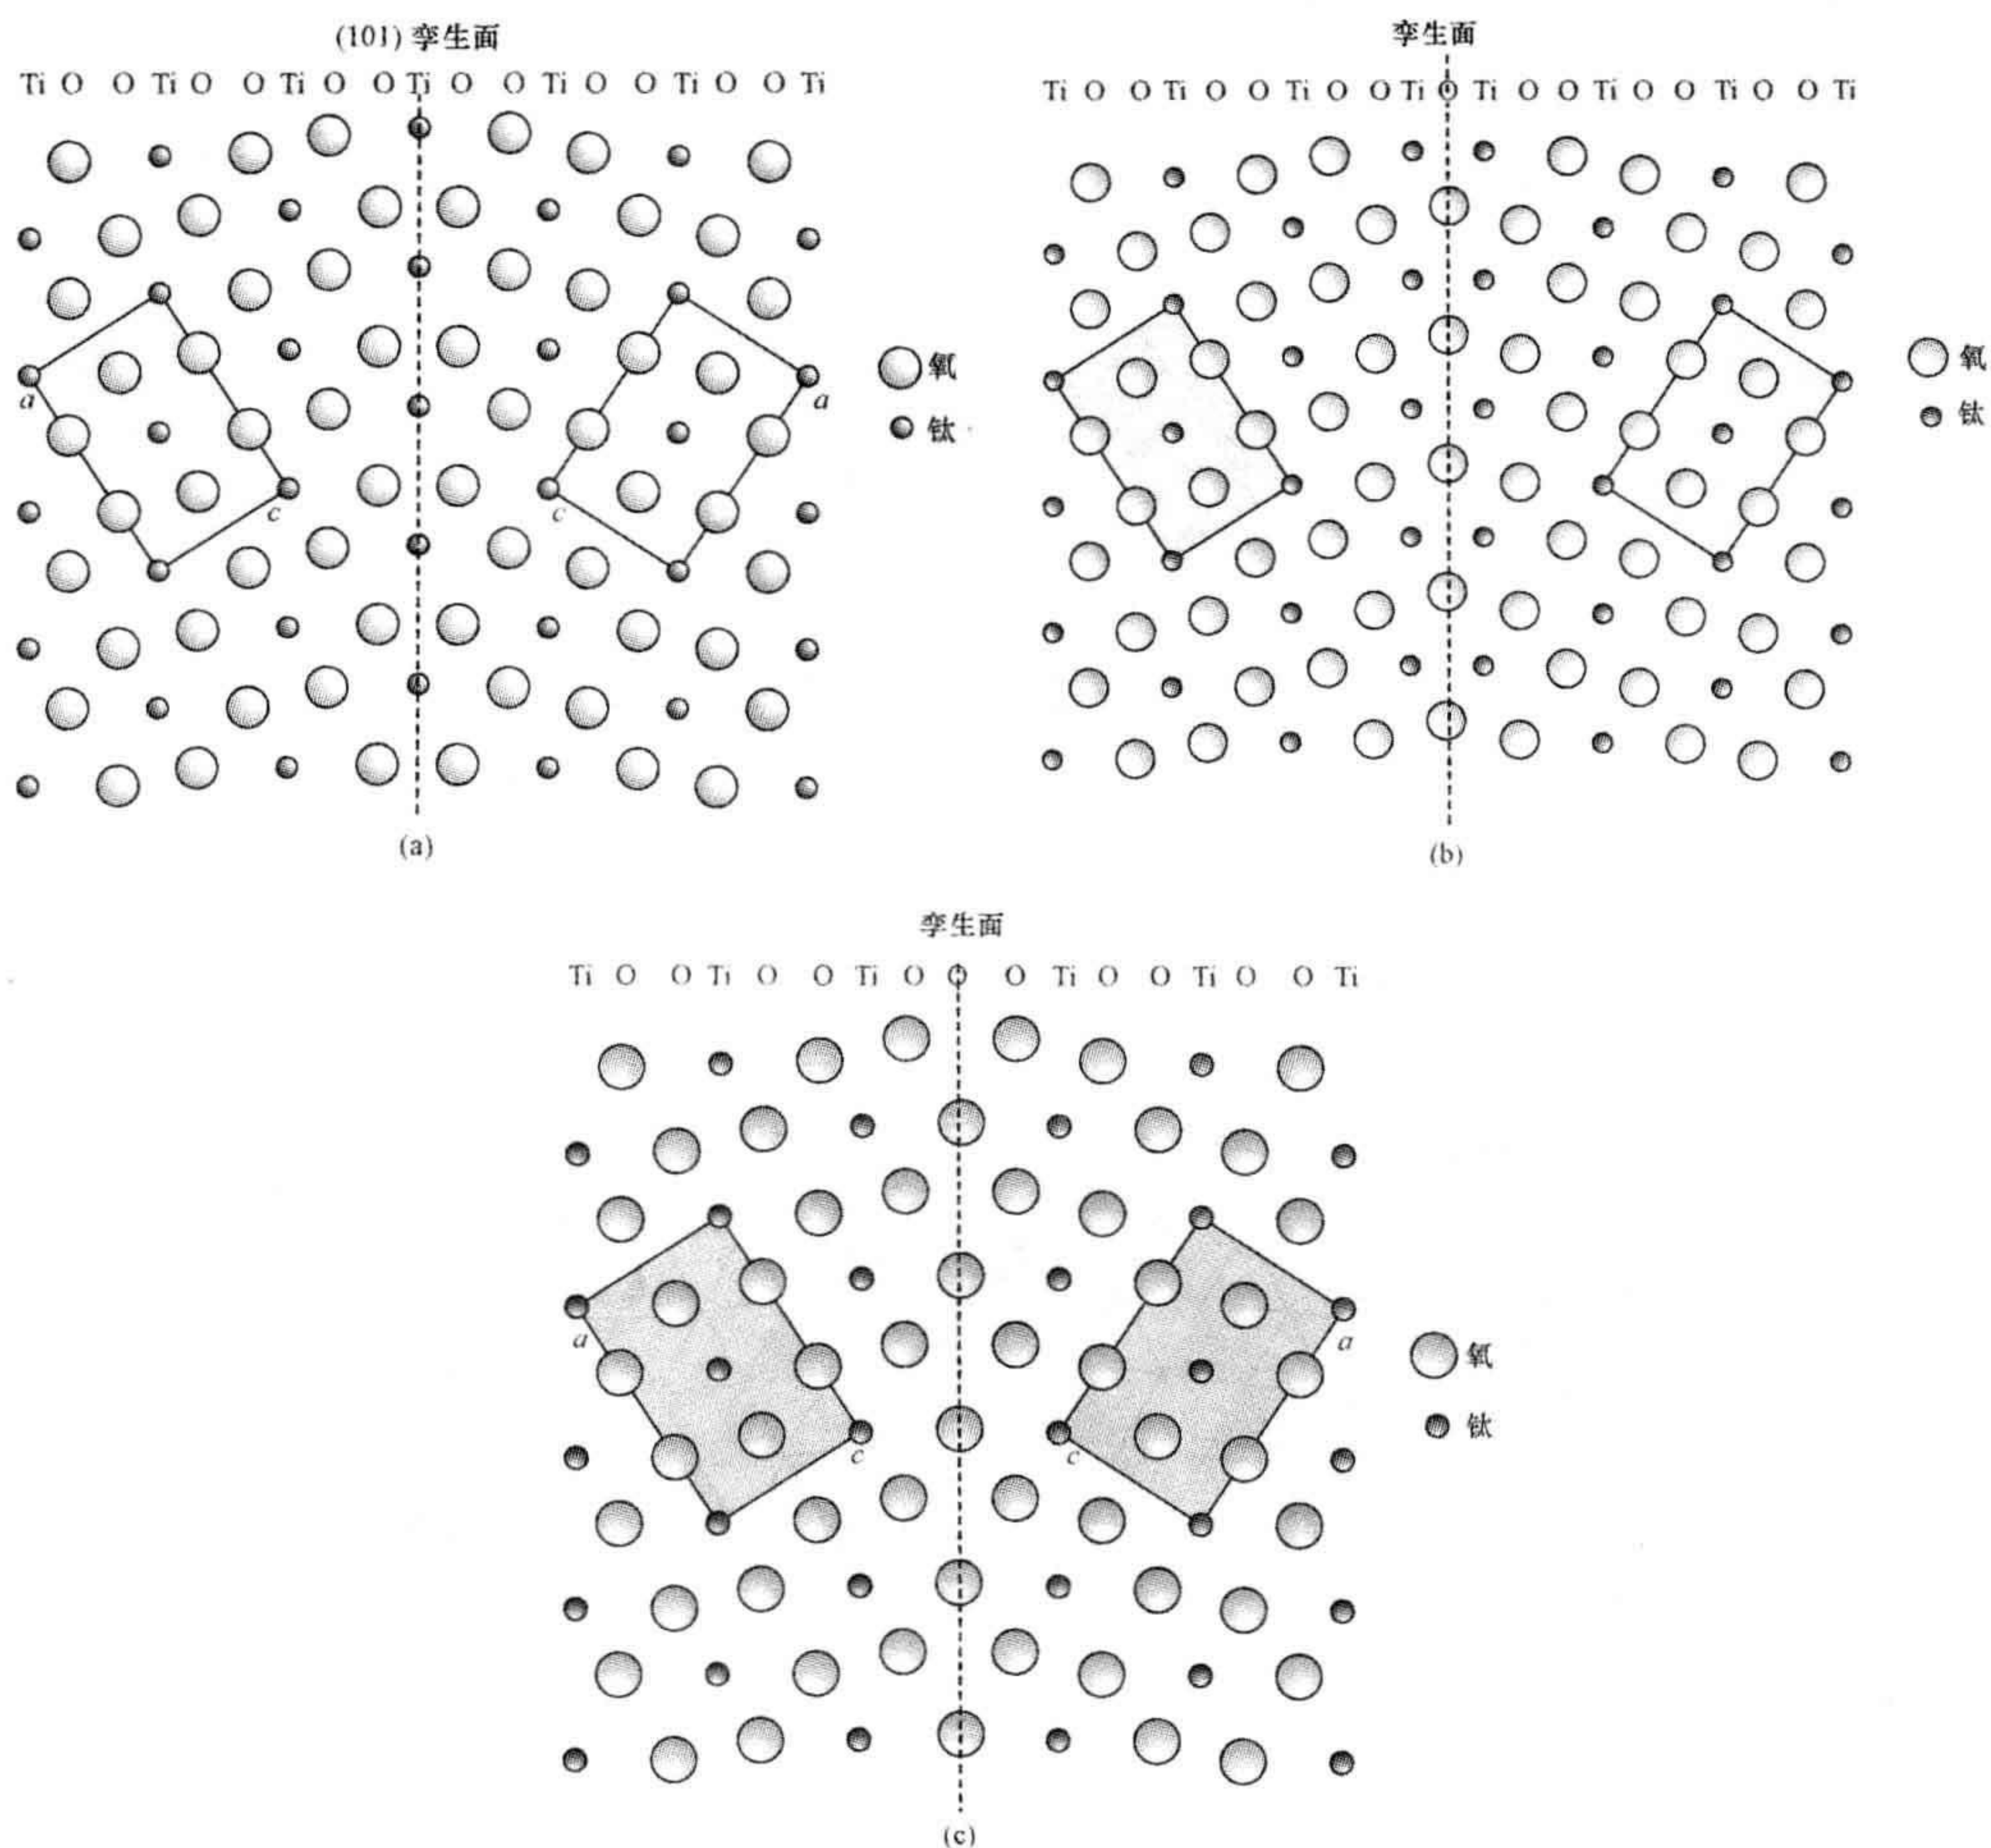 (101) 孪生面
Ti O O Ti O O Ti O O Ti O O Ti O O Ti O O Ti
a
a
c
c
氧
钛
(a)
孪生面
Ti O O Ti O O Ti O O Ti O Ti O O Ti O O Ti O O Ti
氧
钛
(b)
孪生面
Ti O O Ti O O Ti O O O Ti O O Ti O O Ti
a
a
c
c
氧
钛
(c)